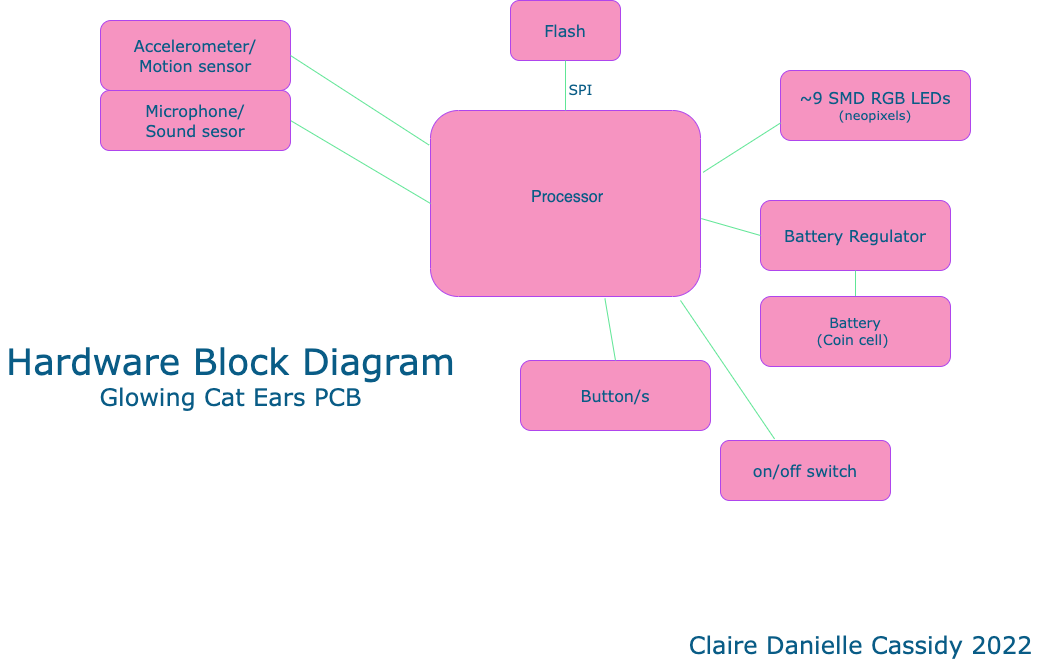 Flash
Accelerometer/
Motion sensor
SPI
~9 SMD RGB LEDs
(neopixels)
Microphone/
Sound sesor
Processor
Battery Regulator
Battery
(Coin cell)
Hardware Block Diagram
Glowing Cat Ears PCB
Button/s
on/off switch
Claire Danielle Cassidy 2022